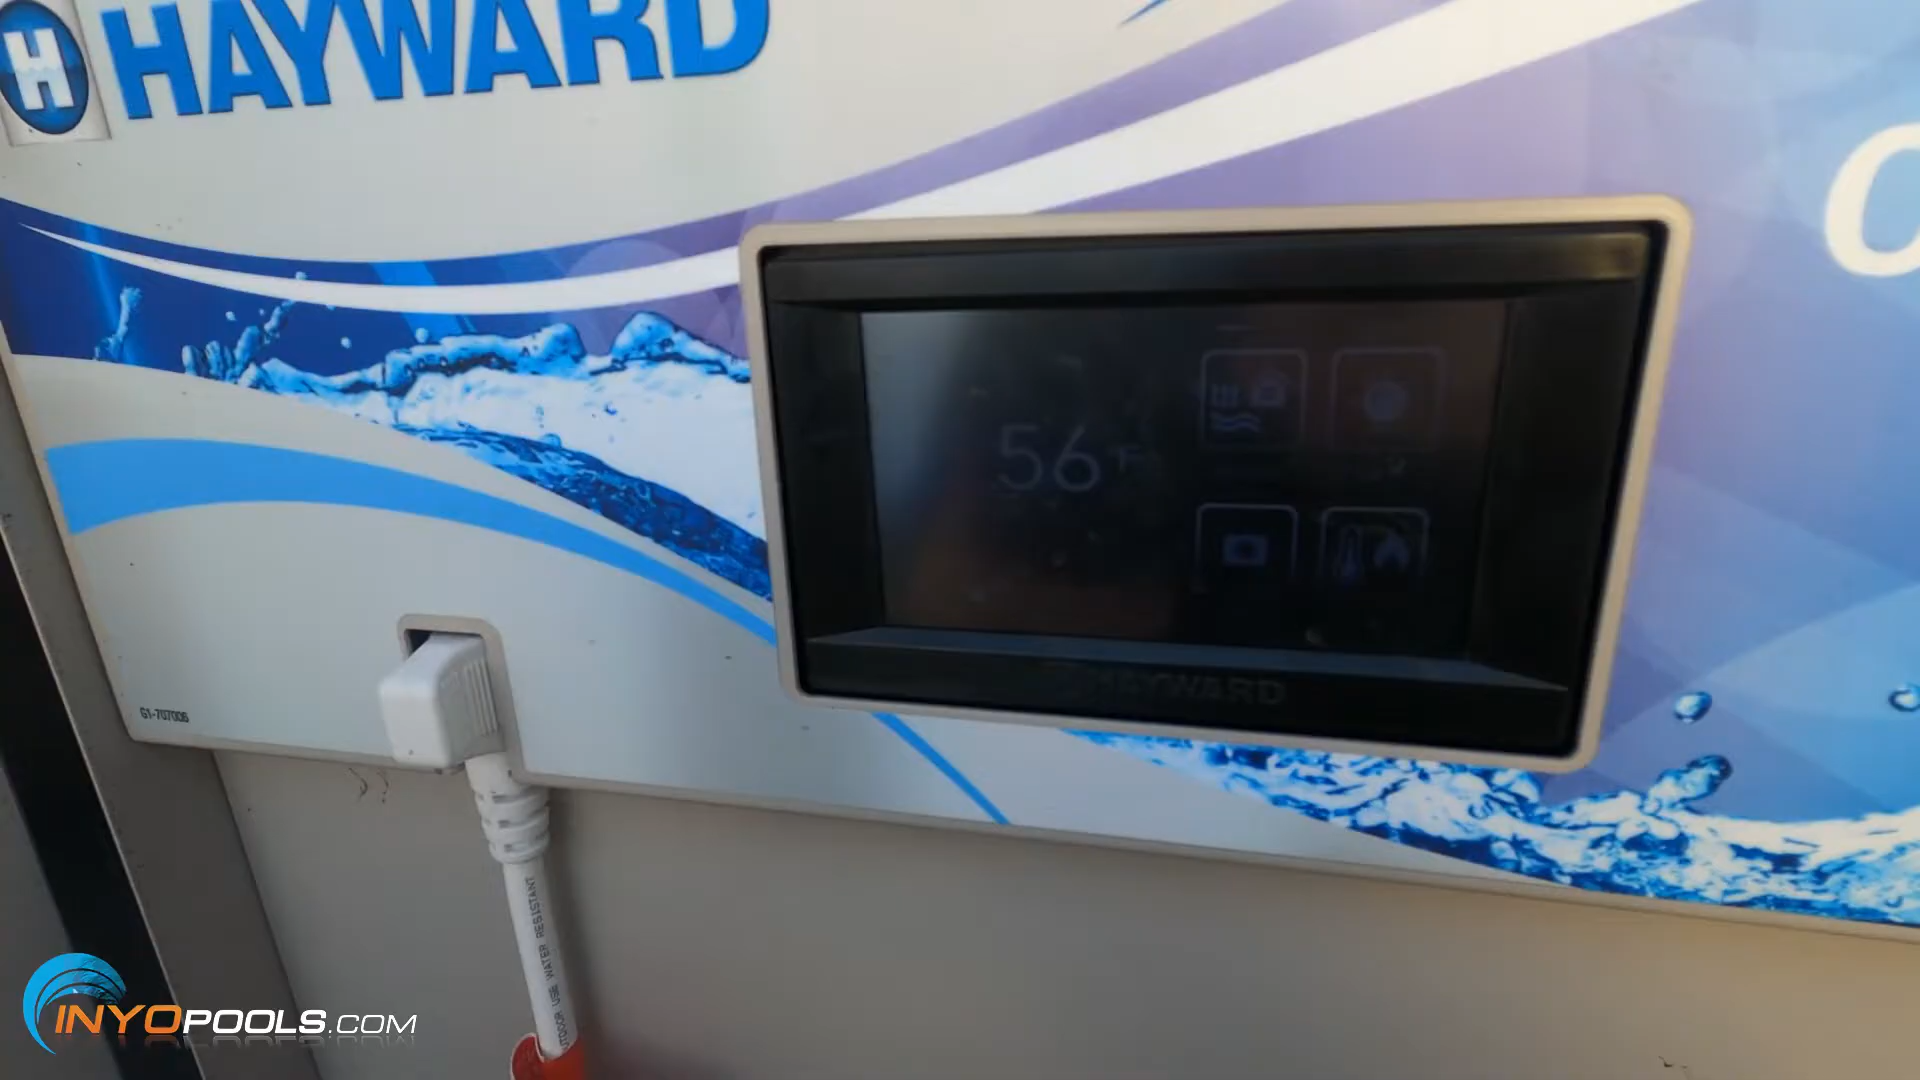 H HAYWARD
O
56 °F
HAYWARD
G1-707006
OUTDOOR USE WATER RESISTANT
INYOPOOLS.COM